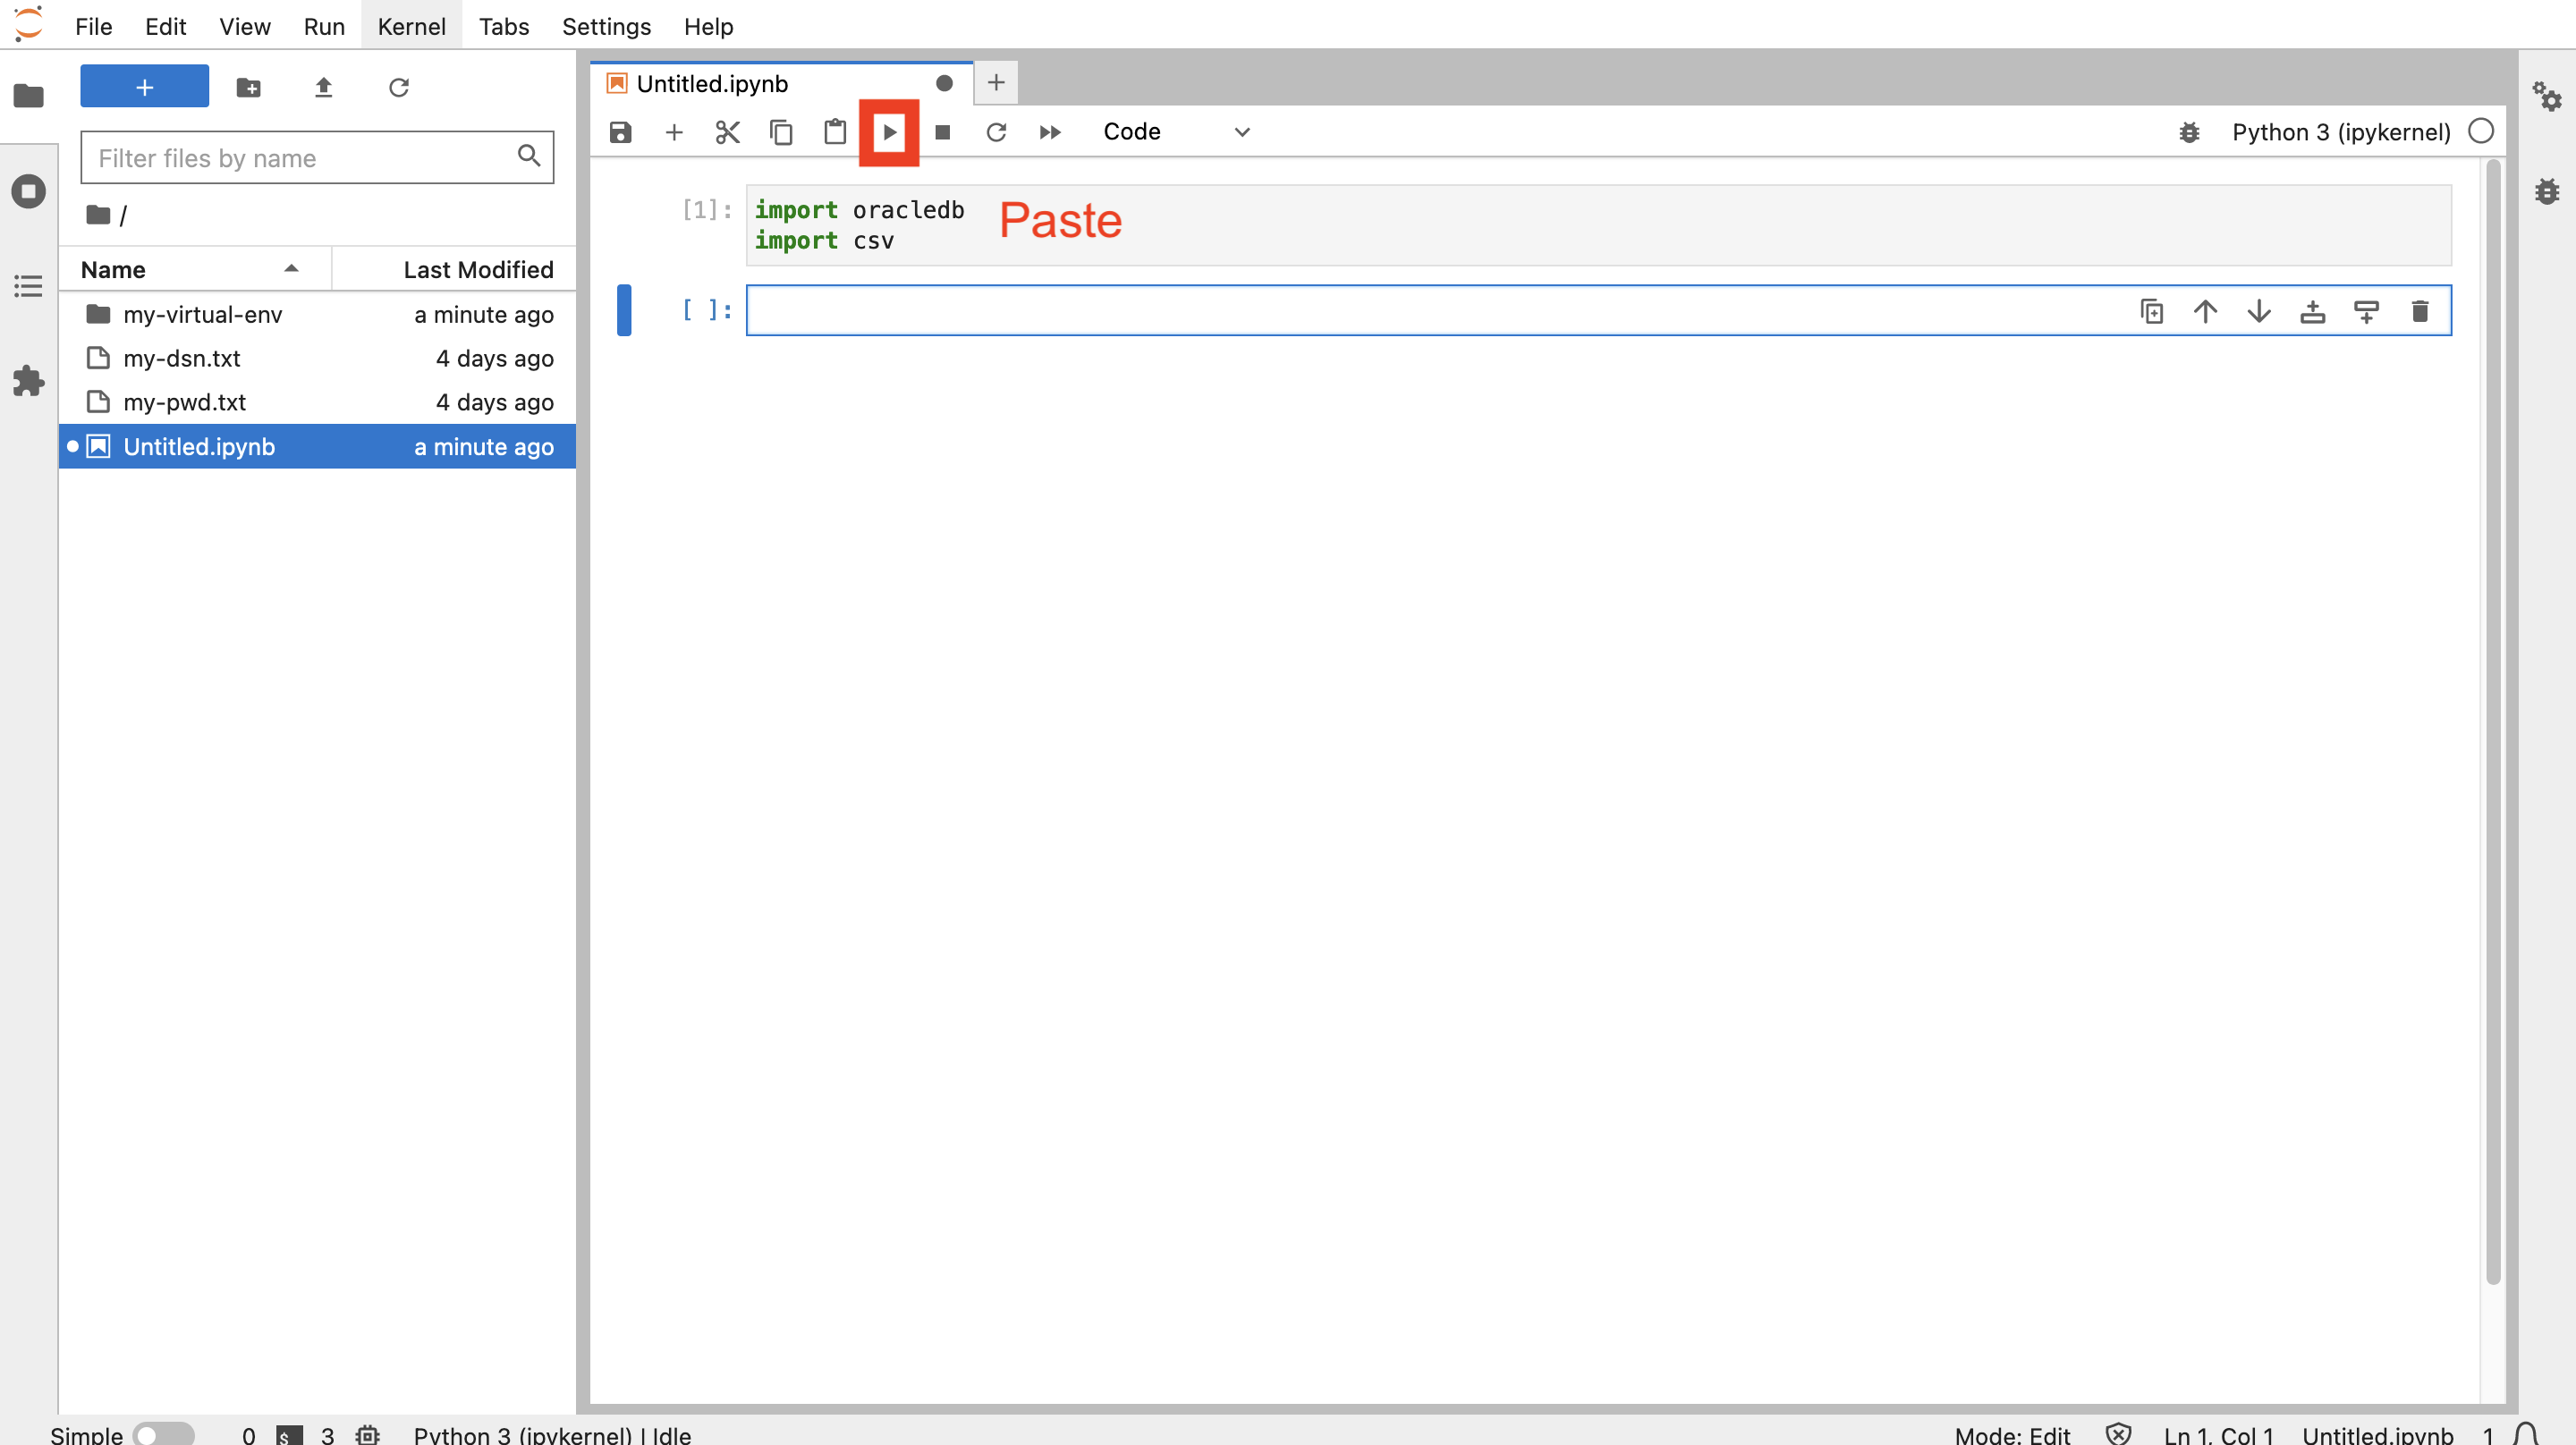 File Edit View Run Kernel Tabs Settings Help
Untitled.ipynb
Code
Python 3 (ipykernel)
Filter files by name
/
Name Last Modified
my-virtual-env a minute ago
my-dsn.txt 4 days ago
my-pwd.txt 4 days ago
Untitled.ipynb a minute ago
[1]: import oracledb
import csv
Paste
[ ]:
Simple 0 $ 3 Python 3 (ipykernel) | Idle Mode: Edit Ln 1, Col 1 Untitled.ipynb 1